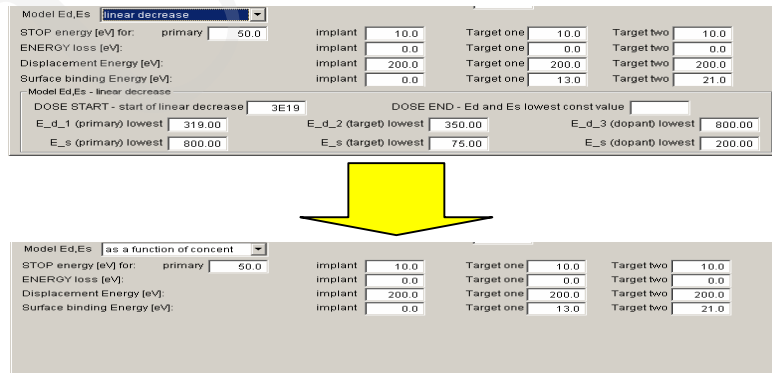 Model Ed,Es linear decrease
STOP energy [eV] for: primary 50.0 implant 10.0 Target one 10.0 Target two 10.0
ENERGY loss [eV]: implant 0.0 Target one 0.0 Target two 0.0
Displacement Energy [eV]: implant 200.0 Target one 200.0 Target two 200.0
Surface binding Energy [eV]: implant 0.0 Target one 13.0 Target two 21.0
Model Ed,Es - linear decrease
DOSE START - start of linear decrease 3E19 DOSE END - Ed and Es lowest const value
E_d_1 (primary) lowest 319.00 E_d_2 (target) lowest 350.00 E_d_3 (dopant) lowest 800.00
E_s (primary) lowest 800.00 E_s (target) lowest 75.00 E_s (dopant) lowest 200.00
Model Ed,Es as a function of concent
STOP energy [eV] for: primary 50.0 implant 10.0 Target one 10.0 Target two 10.0
ENERGY loss [eV]: implant 0.0 Target one 0.0 Target two 0.0
Displacement Energy [eV]: implant 200.0 Target one 200.0 Target two 200.0
Surface binding Energy [eV]: implant 0.0 Target one 13.0 Target two 21.0